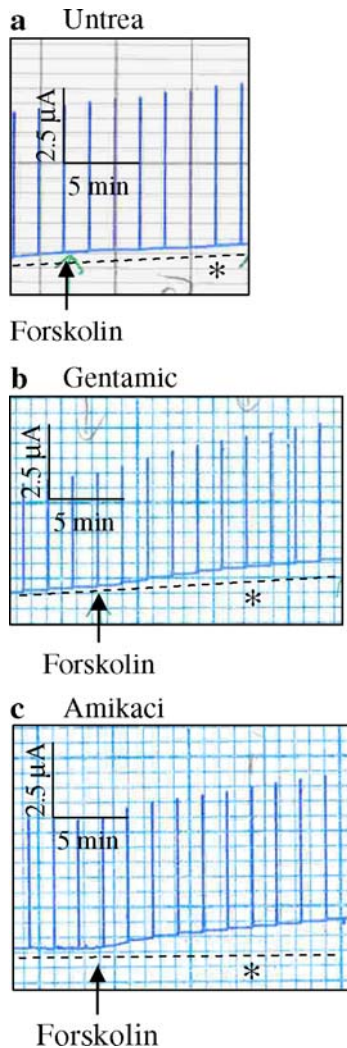 a Untrea
2.5 μA
5 min
*
Forskolin
b Gentamic
2.5 μA
5 min
*
Forskolin
c Amikaci
2.5 μA
5 min
*
Forskolin